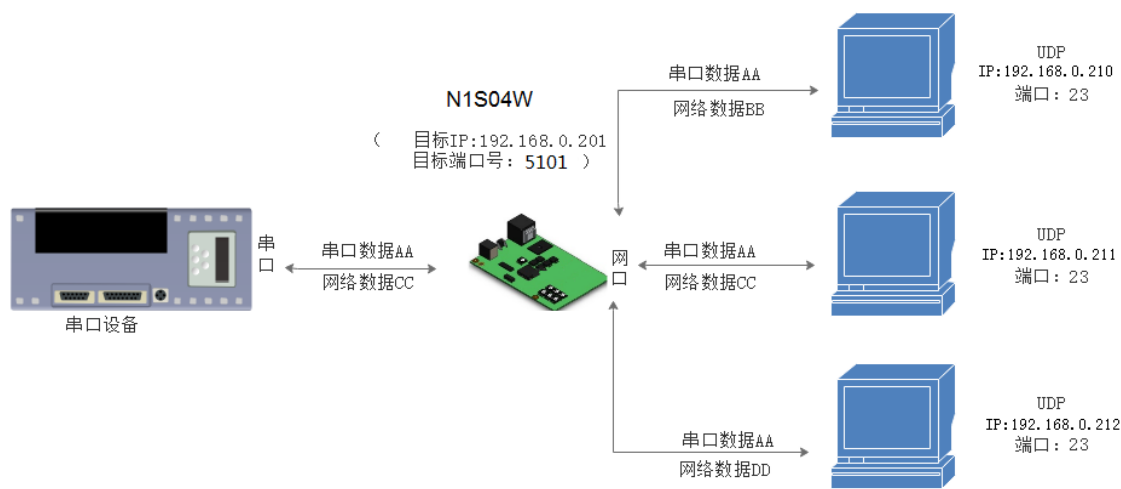 N1S04W
（ 目标IP:192.168.0.201
目标端口号：5101 ）
串口设备
串口
串口数据AA
网络数据CC
网口
串口数据AA
网络数据BB
UDP
IP:192.168.0.210
端口：23
串口数据AA
网络数据CC
UDP
IP:192.168.0.211
端口：23
串口数据AA
网络数据DD
UDP
IP:192.168.0.212
端口：23